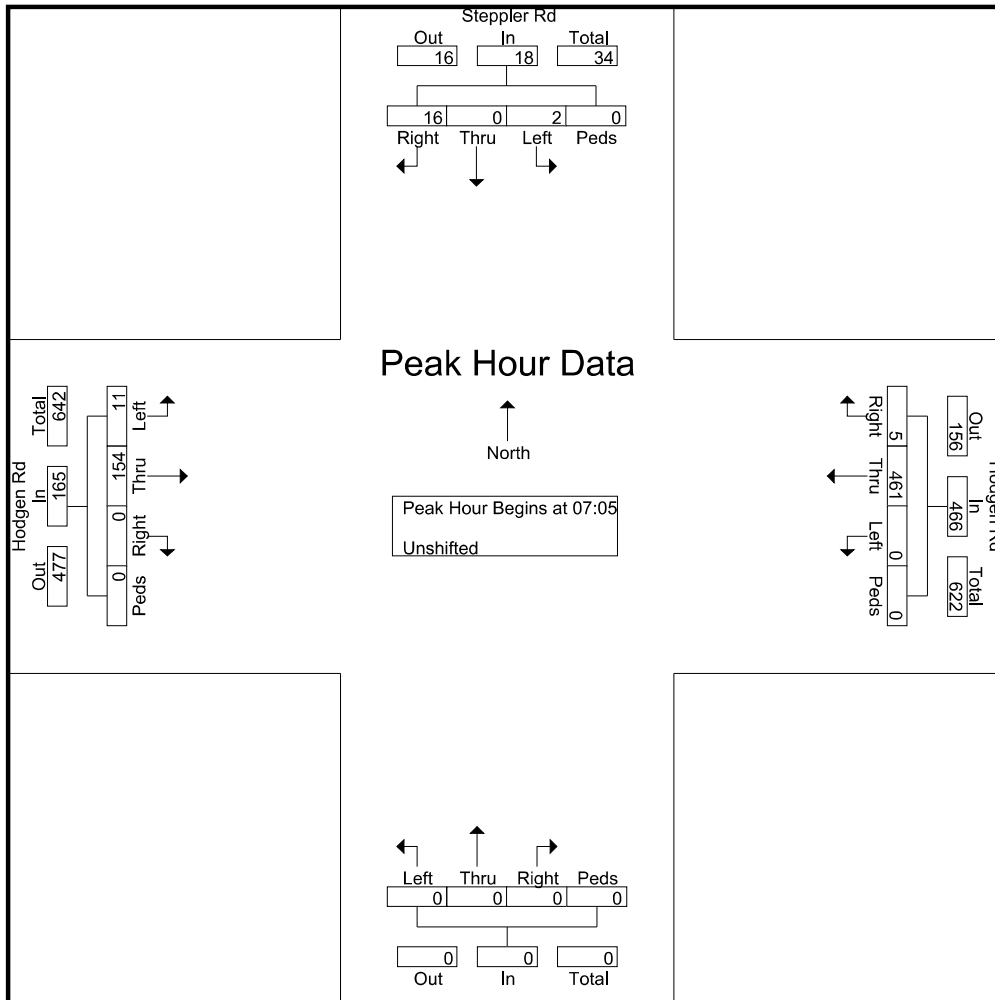 Steppler Rd
Out In Total
16 18 34
16 0 2 0
Right Thru Left Peds
Peak Hour Data
North
Peak Hour Begins at 07:05
Unshifted
Hodgen Rd
Out In Total
477 165 642
11 154 0 0
Left Thru Right Peds
Right Thru Left Peds
5 461 0 0
Out In Total
156 466 622
Hodgen Rd
Left Thru Right Peds
0 0 0 0
0 0 0
Out In Total